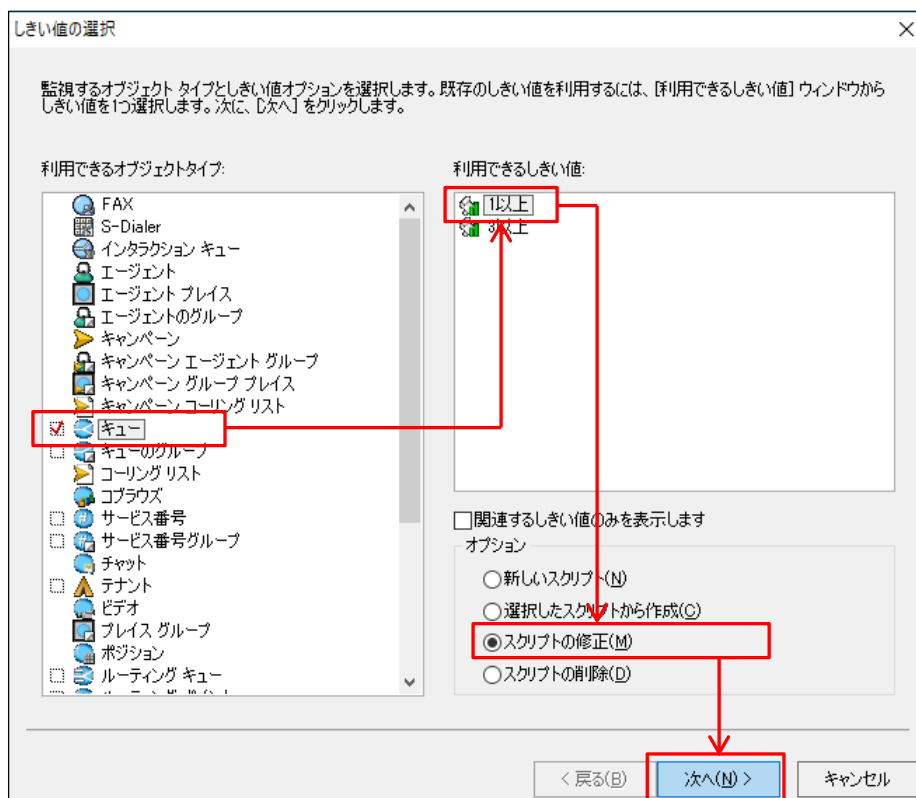 しきい値の選択
監視するオブジェクト タイプとしきい値オプションを選択します。既存のしきい値を利用するには、[利用できるしきい値] ウィンドウから
しきい値を1つ選択します。次に、[次へ] をクリックします。
利用できるオブジェクトタイプ:
FAX
S-Dialer
インタラクション キュー
エージェント
エージェント プレイス
エージェントのグループ
キャンペーン
キャンペーン エージェント グループ
キャンペーン グループ プレイス
キャンペーン コーリング リスト
キュー
キューのグループ
コーリング リスト
コブラウズ
サービス番号
サービス番号グループ
チャット
テナント
ビデオ
プレイス グループ
ポジション
ルーティング キュー
利用できるしきい値:
1以上
3以上
関連するしきい値のみを表示します
オプション
新しいスクリプト(N)
選択したスクリプトから作成(C)
スクリプトの修正(M)
スクリプトの削除(D)
< 戻る(B)
次へ(N) >
キャンセル